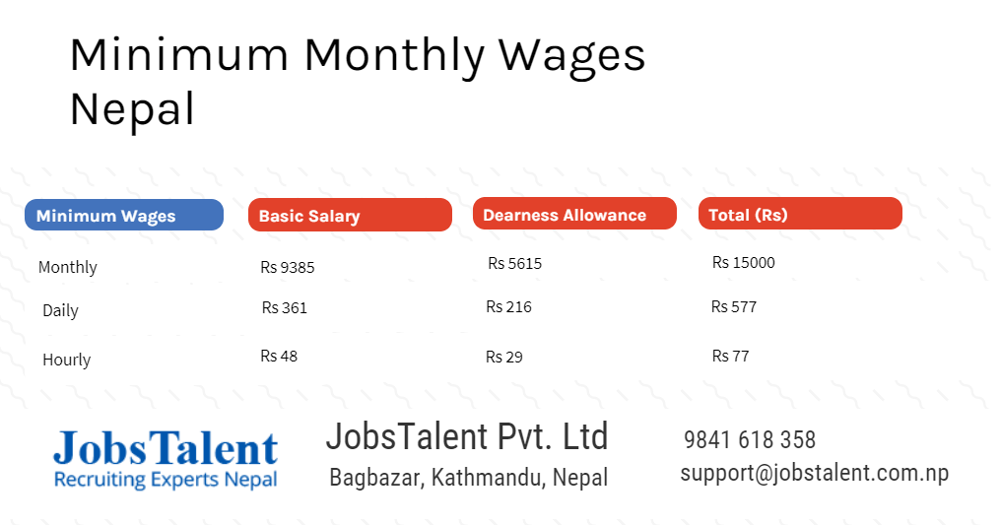 Minimum Monthly Wages
Nepal
Minimum Wages Basic Salary Dearness Allowance Total (Rs)
Monthly Rs 9385 Rs 5615 Rs 15000
Daily Rs 361 Rs 216 Rs 577
Hourly Rs 48 Rs 29 Rs 77
JobsTalent
Recruiting Experts Nepal
JobsTalent Pvt. Ltd
Bagbazar, Kathmandu, Nepal
9841 618 358
support@jobstalent.com.np